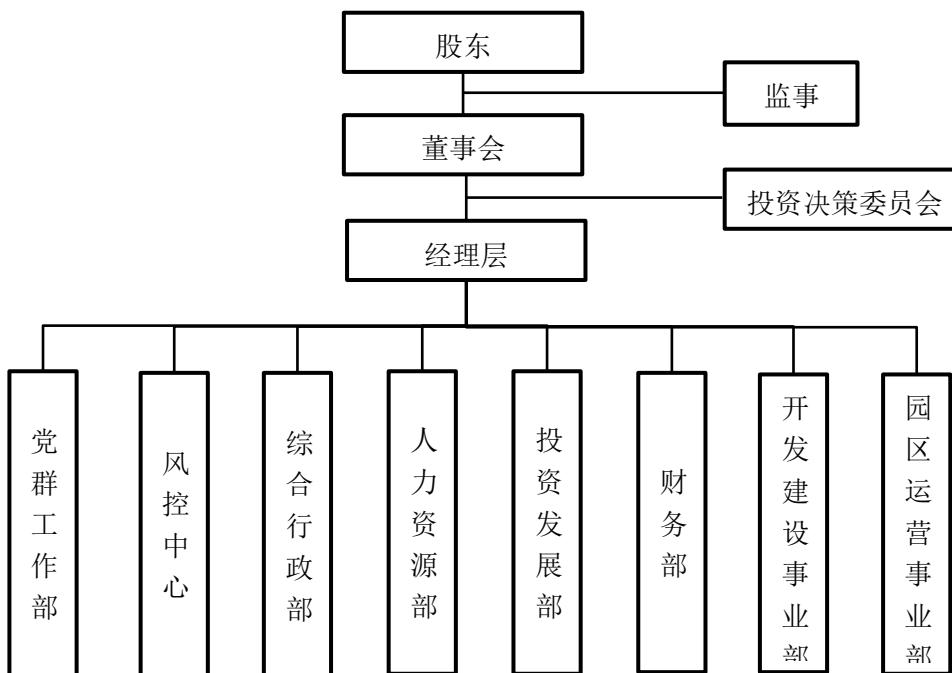 股东
监事
董事会
投资决策委员会
经理层
党群工作部
风控中心
综合行政部
人力资源部
投资发展部
财务部
开发建设事业部
园区运营事业部